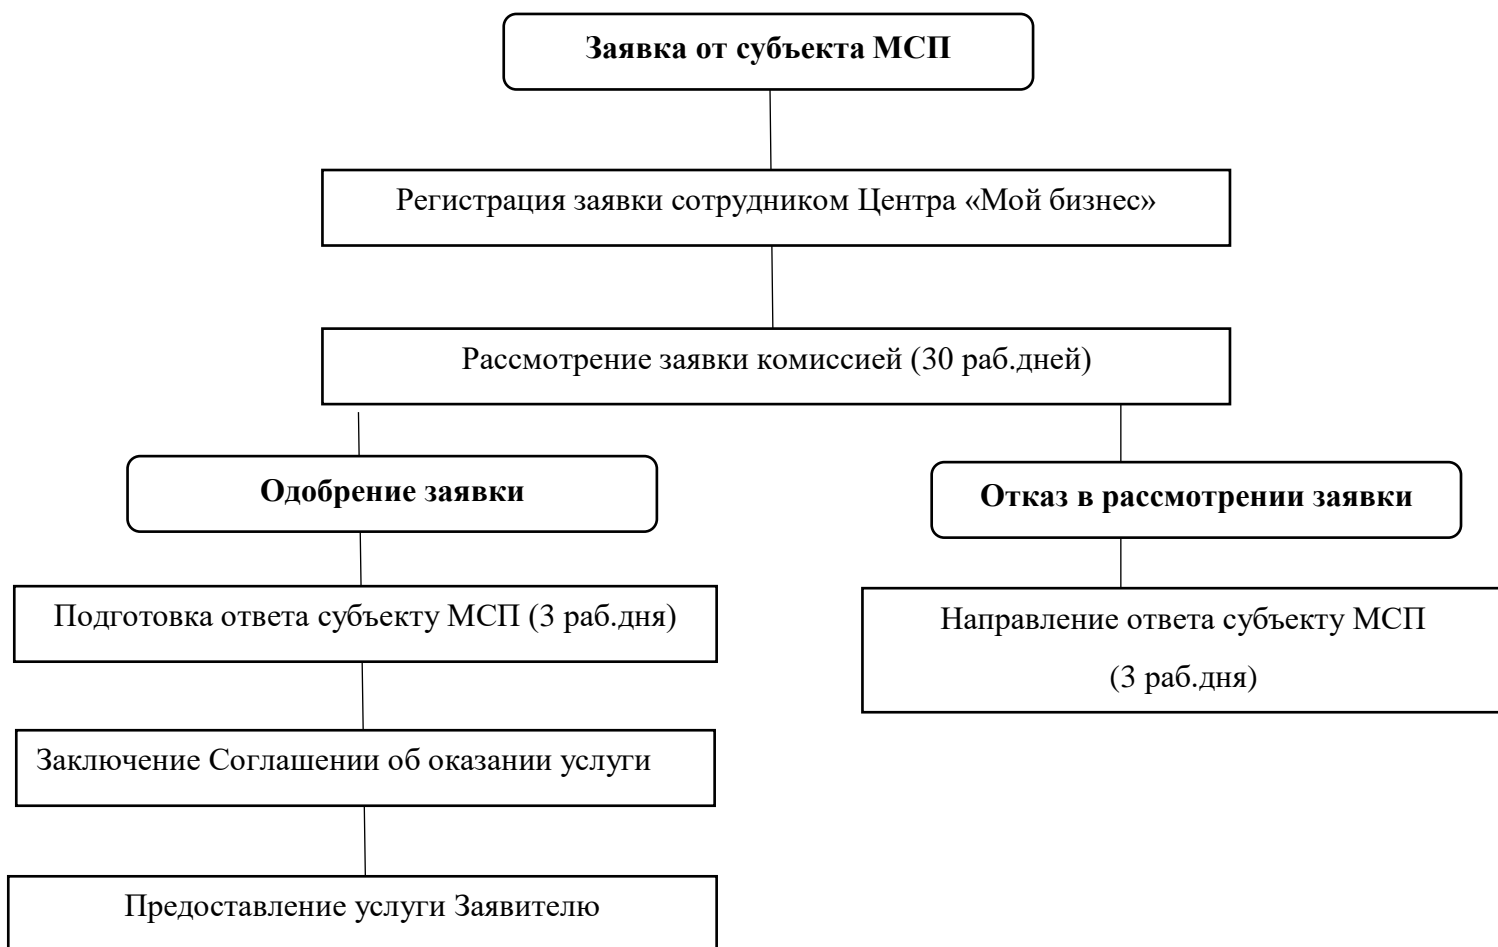 Заявка от субъекта МСП
Регистрация заявки сотрудником Центра «Мой бизнес»
Рассмотрение заявки комиссией (30 раб.дней)
Одобрение заявки
Отказ в рассмотрении заявки
Подготовка ответа субъекту МСП (3 раб.дня)
Направление ответа субъекту МСП
(3 раб.дня)
Заключение Соглашении об оказании услуги
Предоставление услуги Заявителю